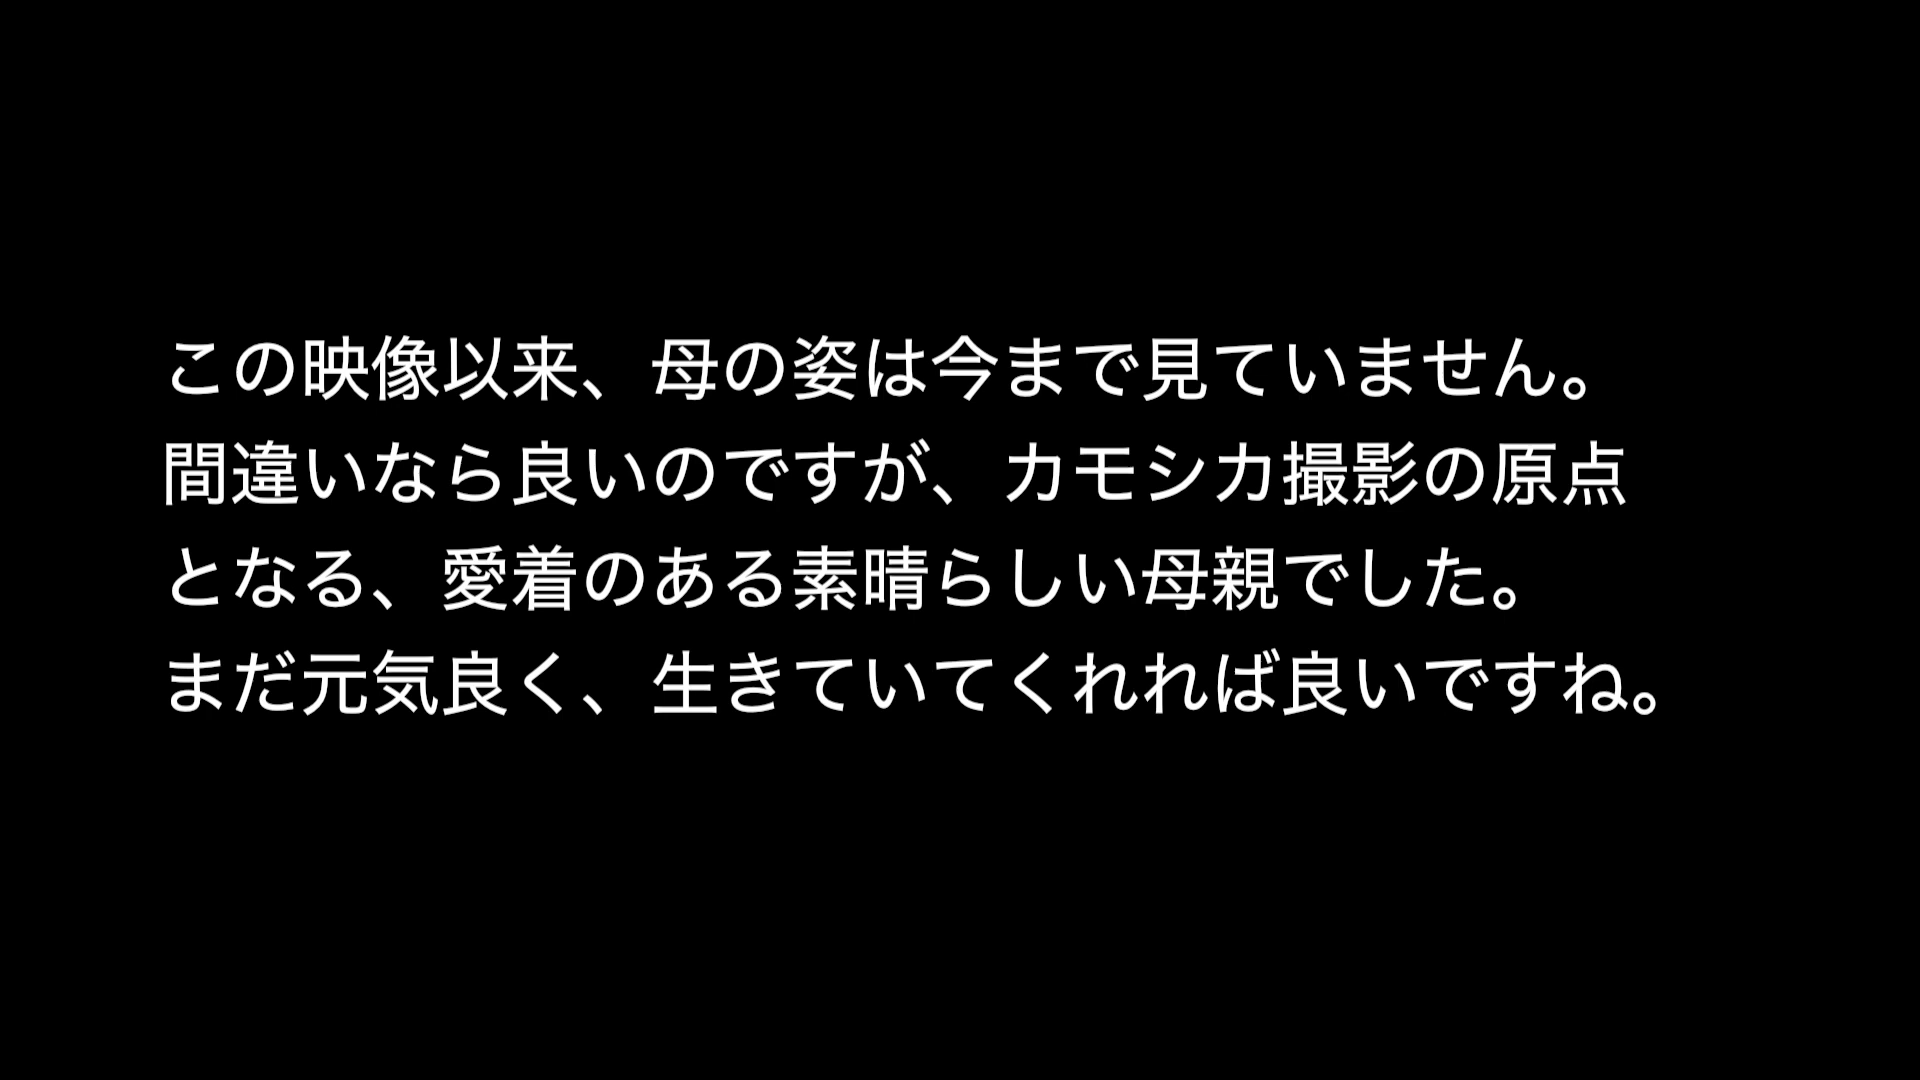 この映像以来、母の姿は今まで見ていません。
間違いなら良いのですが、カモシカ撮影の原点
となる、愛着のある素晴らしい母親でした。
まだ元気良く、生きていてくれれば良いですね。